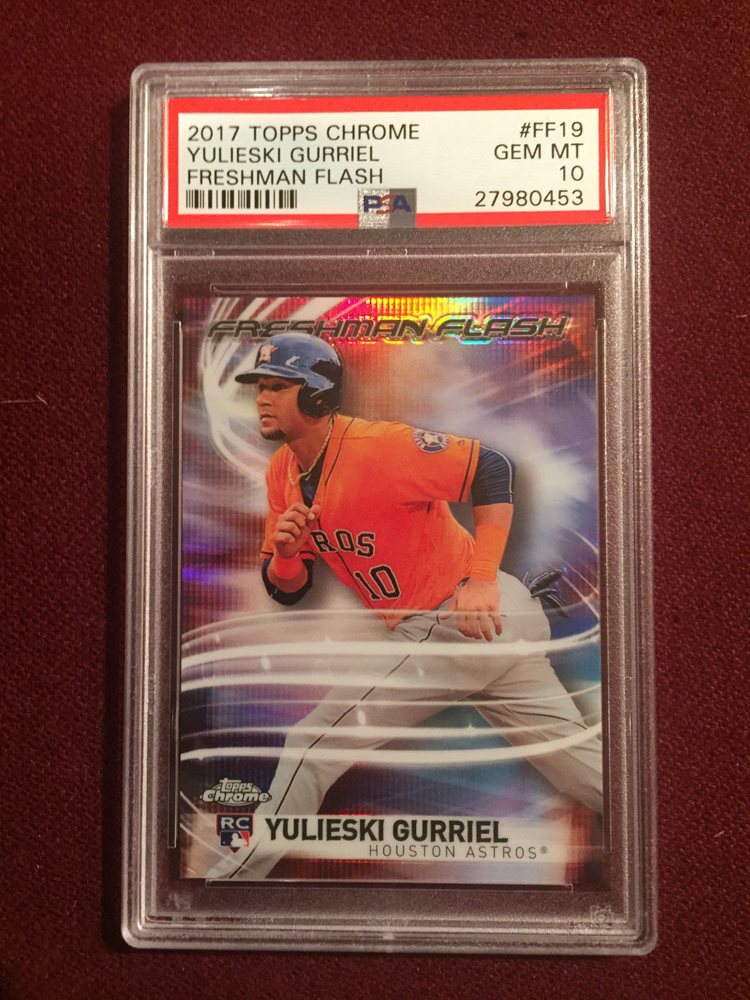 2017 TOPPS CHROME #FF19
YULIESKI GURRIEL GEM MT
FRESHMAN FLASH 10
PSA 27980453
FRESHMAN FLASH
ROS
10
Topps
Chrome
RC
YULIESKI GURRIEL
HOUSTON ASTROS®